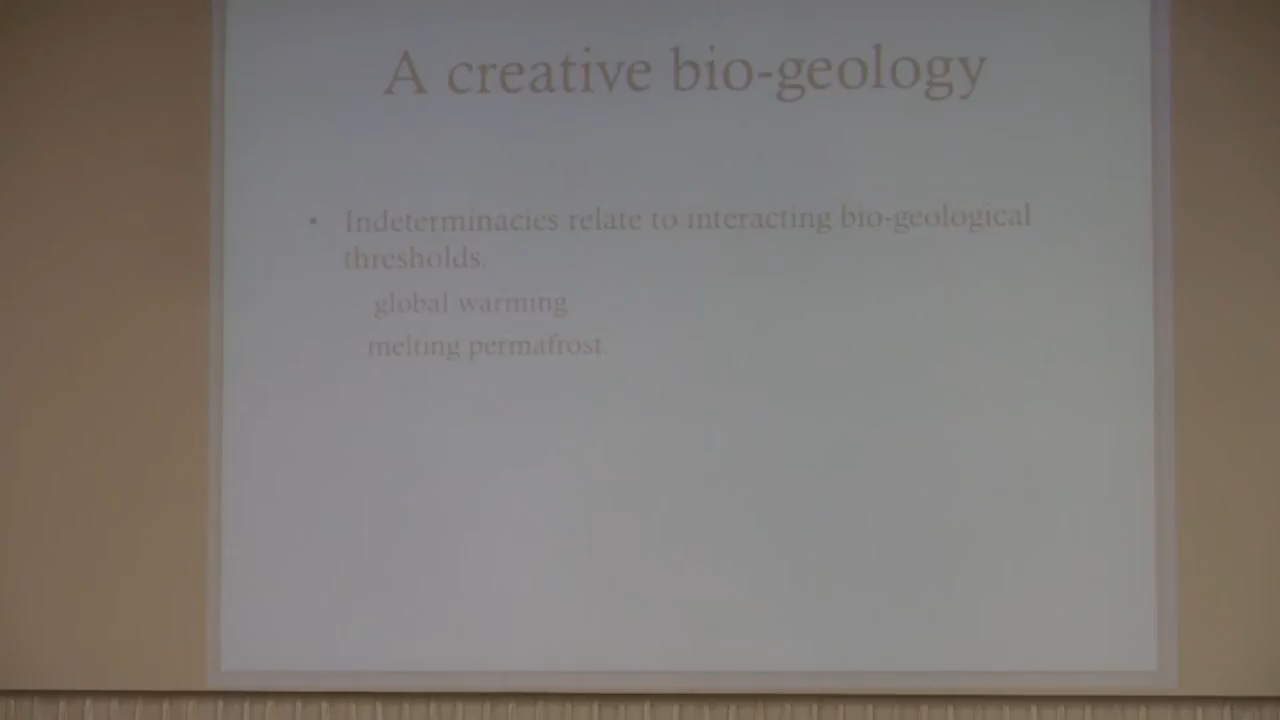 A creative bio-geology
• Indeterminacies relate to interacting bio-geological
thresholds.
global warming
melting permafrost.